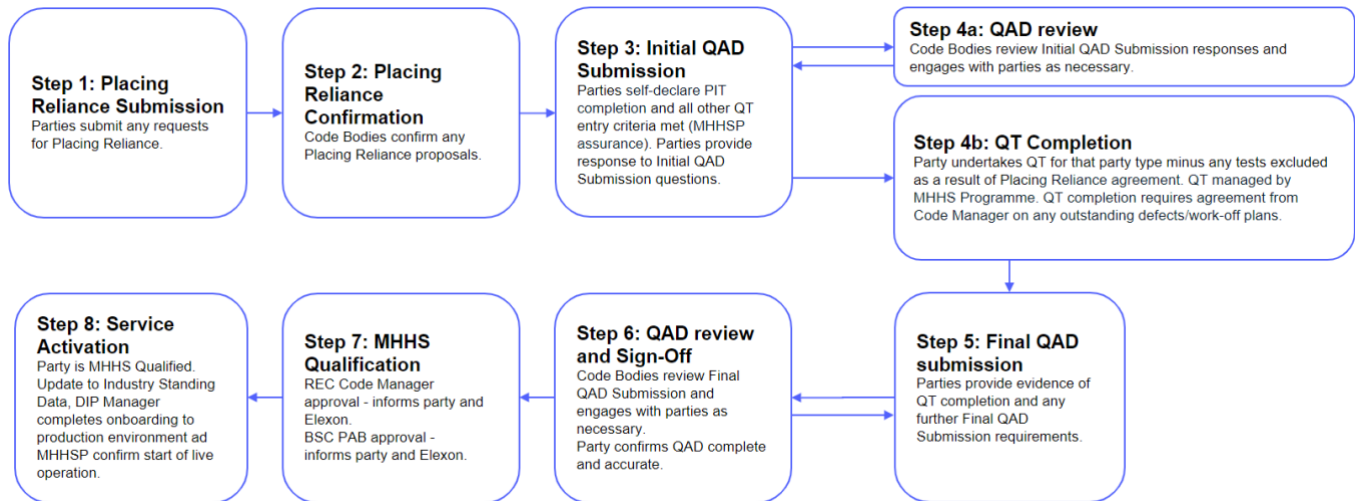 Step 1: Placing
Reliance Submission
Parties submit any requests
for Placing Reliance.
Step 2: Placing
Reliance
Confirmation
Code Bodies confirm any
Placing Reliance proposals.
Step 3: Initial QAD
Submission
Parties self-declare PIT
completion and all other QT
entry criteria met (MHHSP
assurance). Parties provide
response to Initial QAD
Submission questions.
Step 4a: QAD review
Code Bodies review Initial QAD Submission responses and
engages with parties as necessary.
Step 4b: QT Completion
Party undertakes QT for that party type minus any tests excluded
as a result of Placing Reliance agreement. QT managed by
MHHS Programme. QT completion requires agreement from
Code Manager on any outstanding defects/work-off plans.
Step 5: Final QAD
submission
Parties provide evidence of
QT completion and any
further Final QAD
Submission requirements.
Step 6: QAD review
and Sign-Off
Code Bodies review Final
QAD Submission and
engages with parties as
necessary.
Party confirms QAD complete
and accurate.
Step 7: MHHS
Qualification
REC Code Manager
approval - informs party and
Elexon.
BSC PAB approval -
informs party and Elexon.
Step 8: Service
Activation
Party is MHHS Qualified.
Update to Industry Standing
Data, DIP Manager
completes onboarding to
production environment ad
MHHSP confirm start of live
operation.